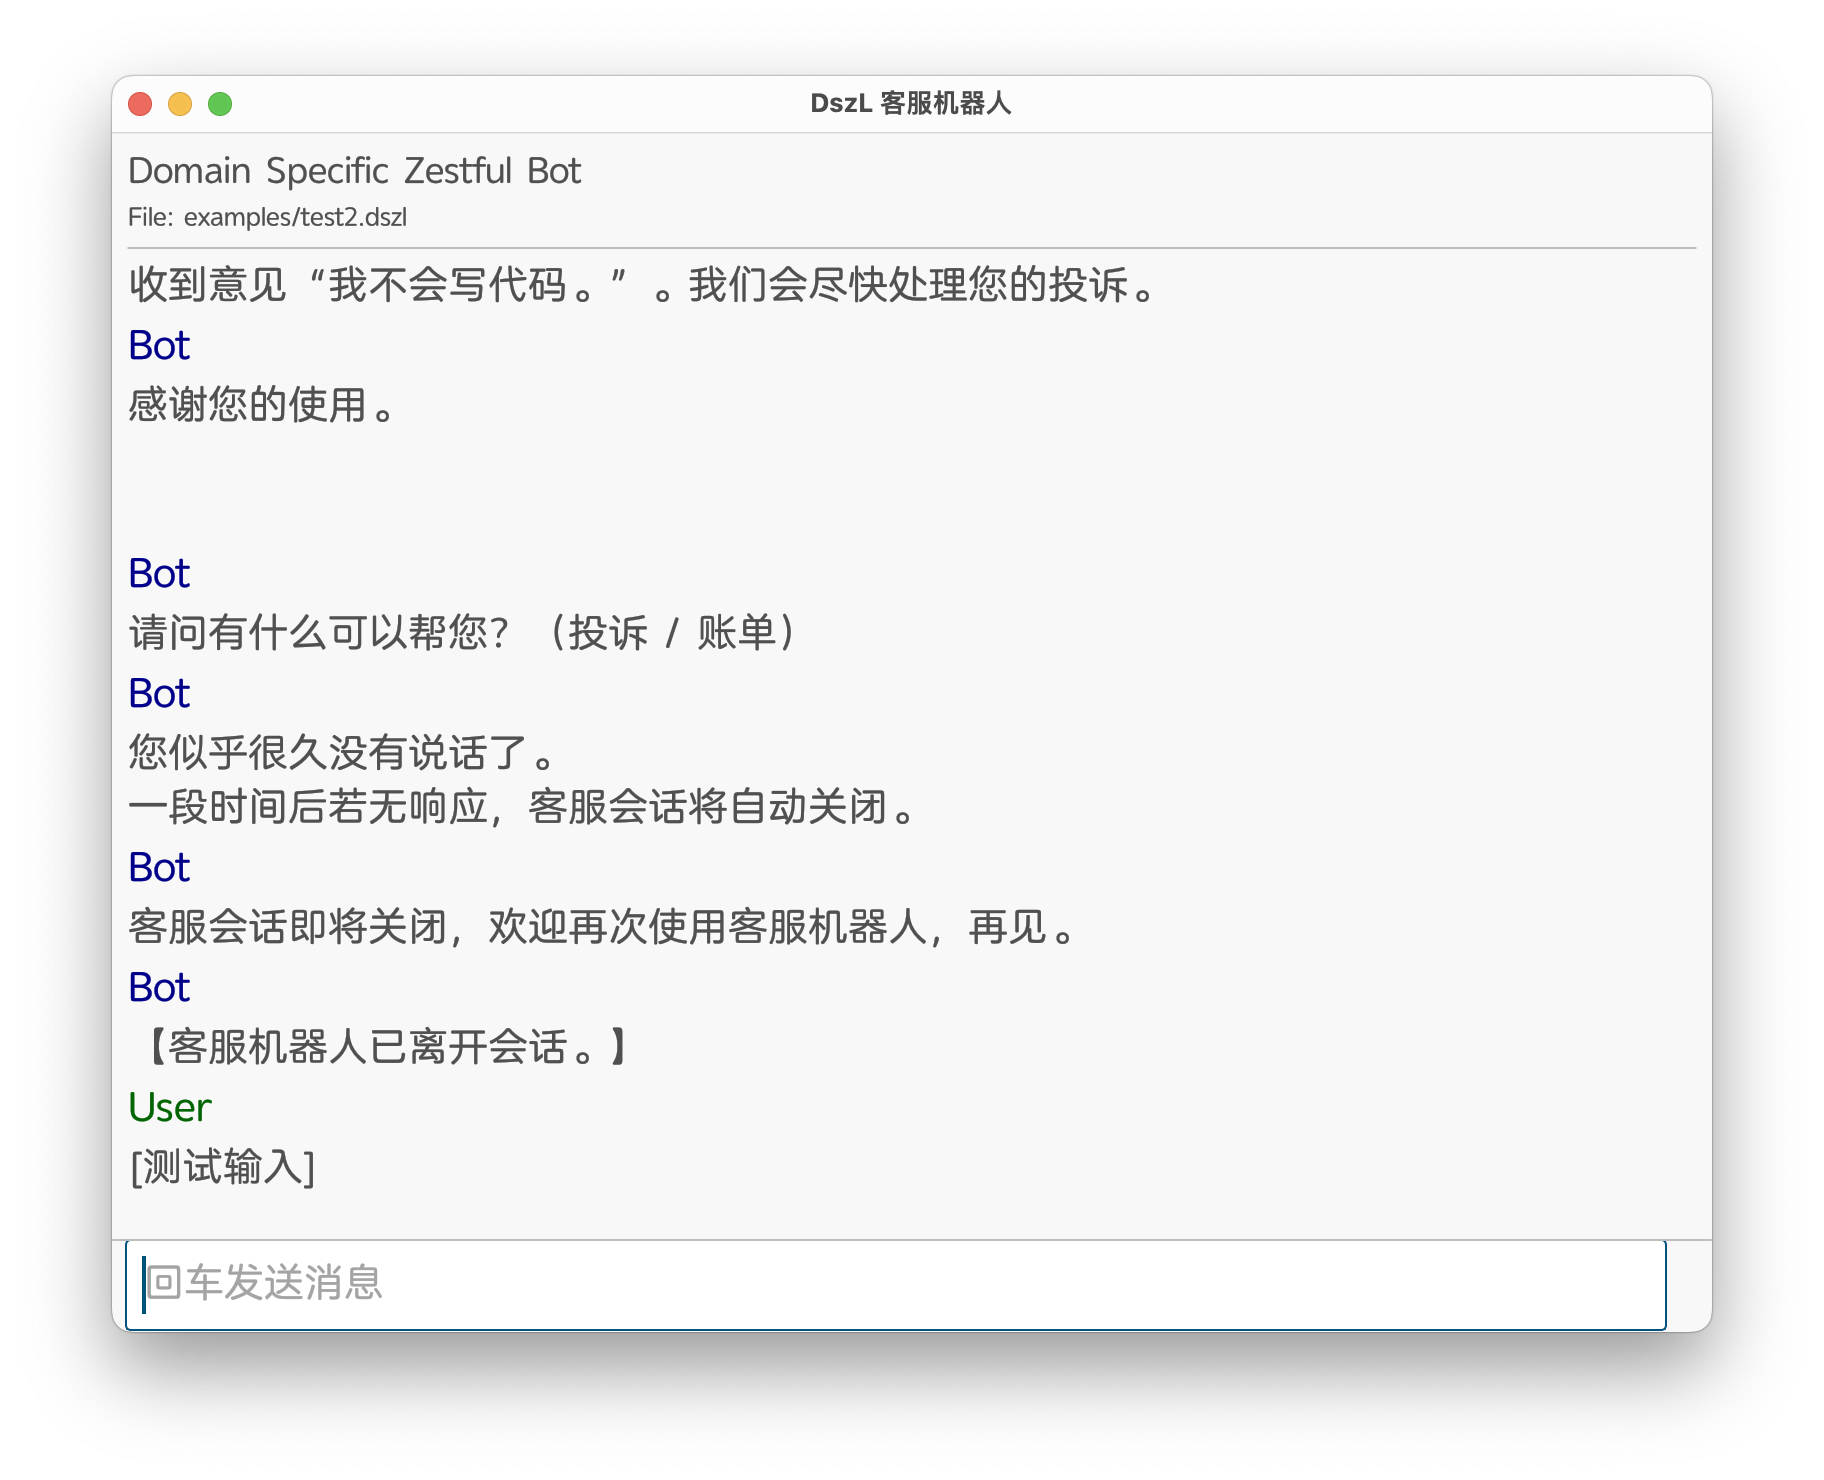 DszL 客服机器人
Domain Specific Zestful Bot
File: examples/test2.dszl
收到意见“我不会写代码。”。我们会尽快处理您的投诉。
Bot
感谢您的使用。
Bot
请问有什么可以帮您？（投诉 / 账单）
Bot
您似乎很久没有说话了。
一段时间后若无响应，客服会话将自动关闭。
Bot
客服会话即将关闭，欢迎再次使用客服机器人，再见。
Bot
【客服机器人已离开会话。】
User
[测试输入]
回车发送消息